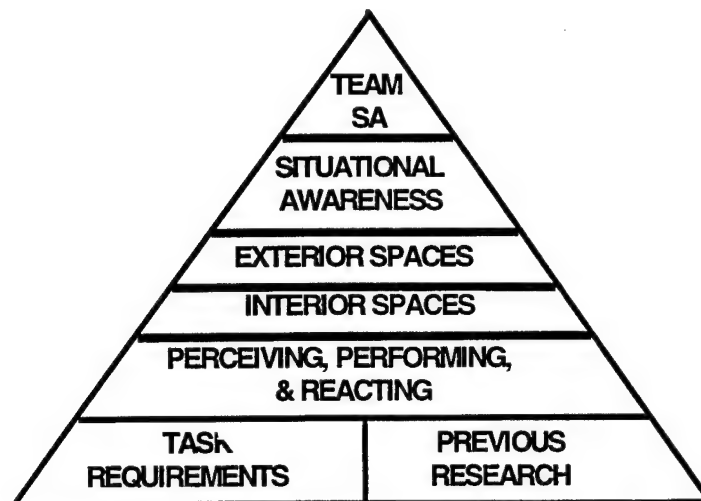 TEAM
SA
SITUATIONAL
AWARENESS
EXTERIOR SPACES
INTERIOR SPACES
PERCEIVING, PERFORMING,
& REACTING
TASK
REQUIREMENTS
PREVIOUS
RESEARCH